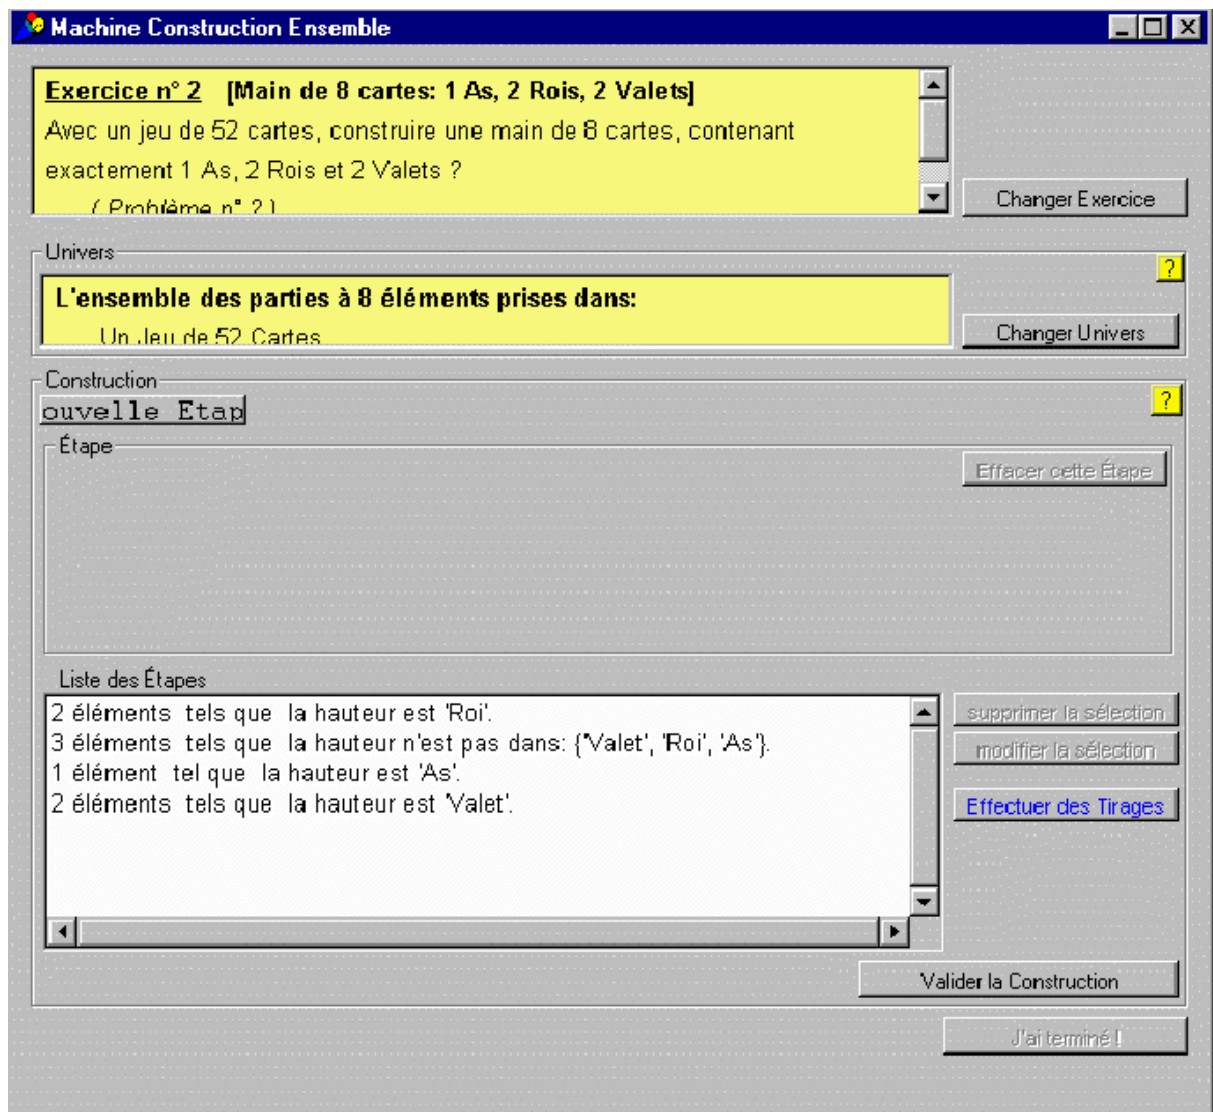 Machine Construction Ensemble
Exercice n° 2 [Main de 8 cartes: 1 As, 2 Rois, 2 Valets]
Avec un jeu de 52 cartes, construire une main de 8 cartes, contenant
exactement 1 As, 2 Rois et 2 Valets ?
( Problème n° 2 )
Changer Exercice
Univers
?
L'ensemble des parties à 8 éléments prises dans:
Un Jeu de 52 Cartes
Changer Univers
Construction
ouvelle Etap
?
Étape
Effacer cette Étape
Liste des Étapes
2 éléments tels que la hauteur est 'Roi'.
3 éléments tels que la hauteur n'est pas dans: {'Valet', 'Roi', 'As'}.
1 élément tel que la hauteur est 'As'.
2 éléments tels que la hauteur est 'Valet'.
supprimer la sélection
modifier la sélection
Effectuer des Tirages
Valider la Construction
J'ai terminé !